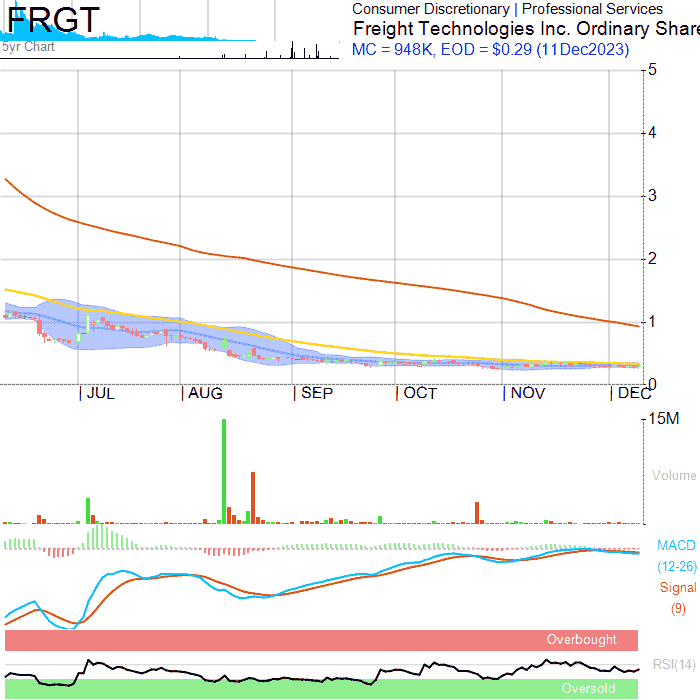 FRGT
Consumer Discretionary | Professional Services
Freight Technologies Inc. Ordinary Share
MC = 948K, EOD = $0.29 (11Dec2023)
5yr Chart
5
4
3
2
1
0
JUL AUG SEP OCT NOV DEC
15M
Volume
MACD
(12-26)
Signal
(9)
Overbought
RSI(14)
Oversold